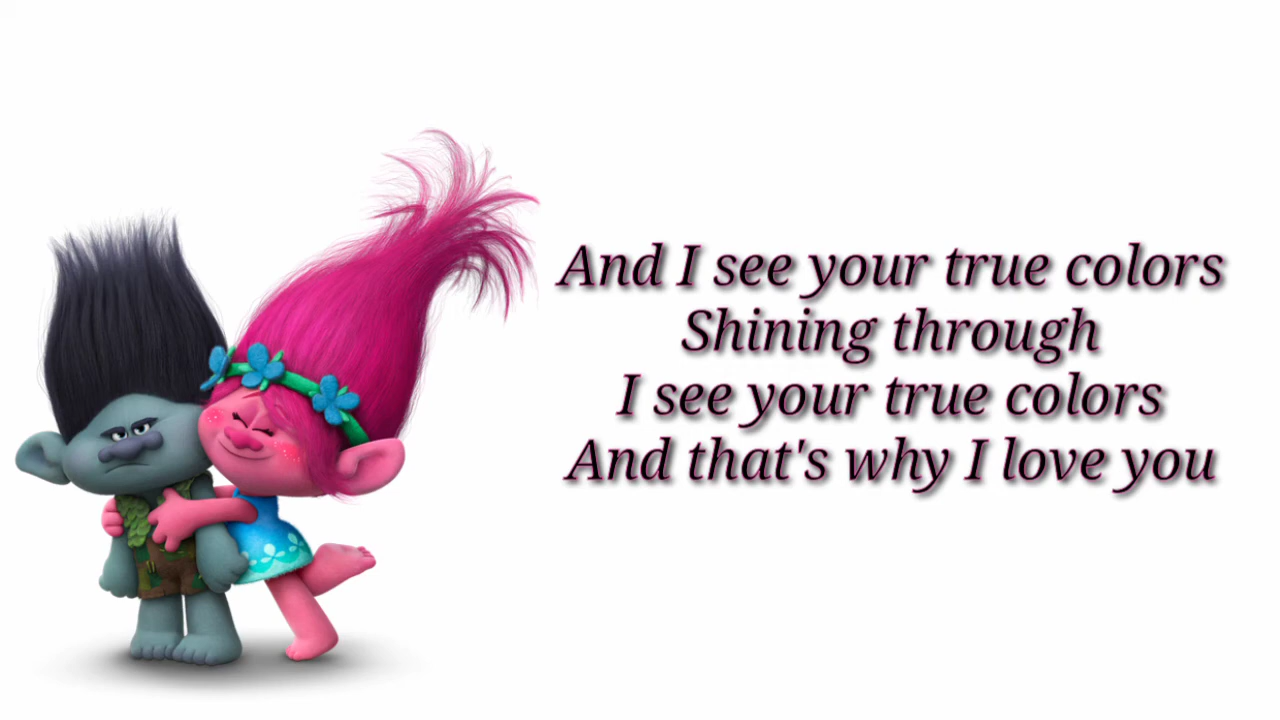 And I see your true colors
Shining through
I see your true colors
And that's why I love you